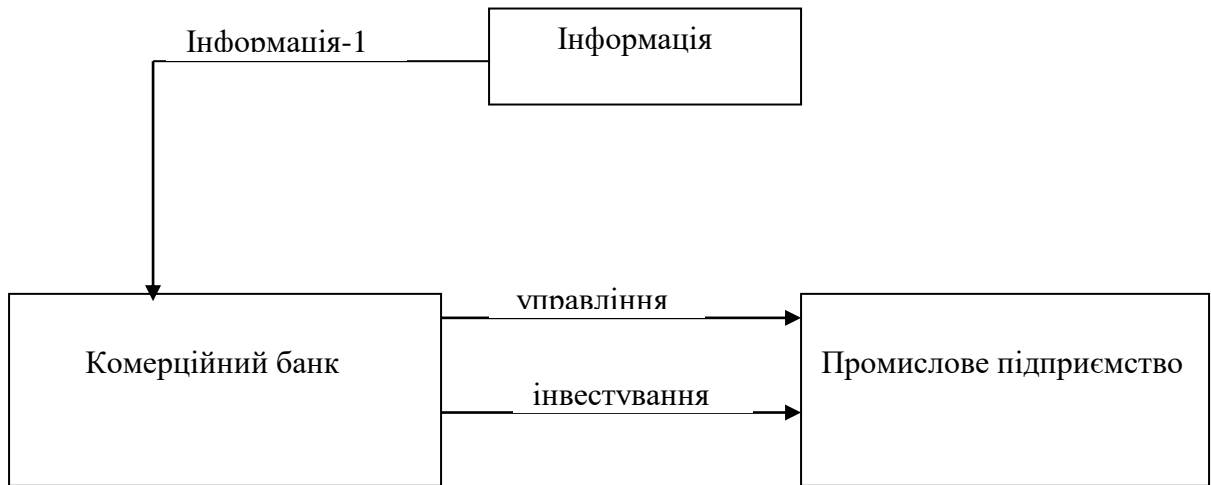 Інформація-1
Інформація
управління
Комерційний банк
Промислове підприємство
інвестування